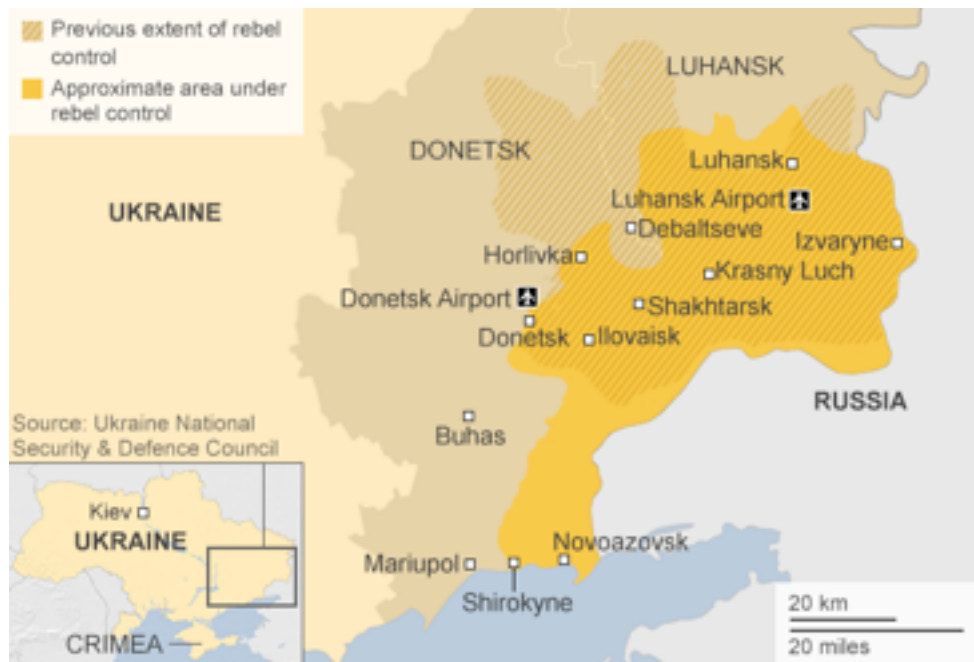 Previous extent of rebel
control
Approximate area under
rebel control
LUHANSK
DONETSK
Luhansk
UKRAINE
Luhansk Airport
Debaltseve
Izvaryne
Horlivka
Krasny Luch
Donetsk Airport
Shakhtarsk
Donetsk
Ilovaisk
RUSSIA
Source: Ukraine National
Security & Defence Council
Buhas
Kiev
UKRAINE
Novoazovsk
Mariupol
Shirokyne
20 km
20 miles
CRIMEA